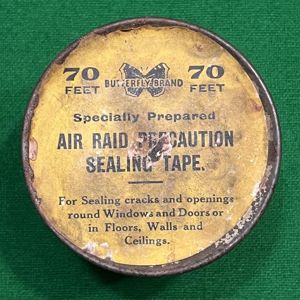 70 70
FEET BUTTERFLY BRAND FEET
Specially Prepared
AIR RAID PRECAUTION
SEALING TAPE.
For Sealing cracks and openings
round Windows and Doors or
in Floors, Walls and
Ceilings.